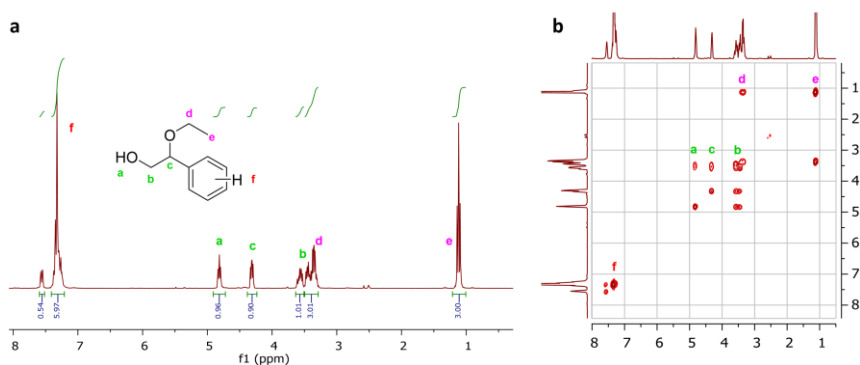 a
f
d
O
e
HO
a
b
c
H
f
a
c
b
d
e
0.54
5.97
0.96
0.90
1.01
3.01
3.00
8 7 6 5 4 3 2 1
f1 (ppm)
b
d e
a c b
f
1
2
3
4
5
6
7
8
8 7 6 5 4 3 2 1